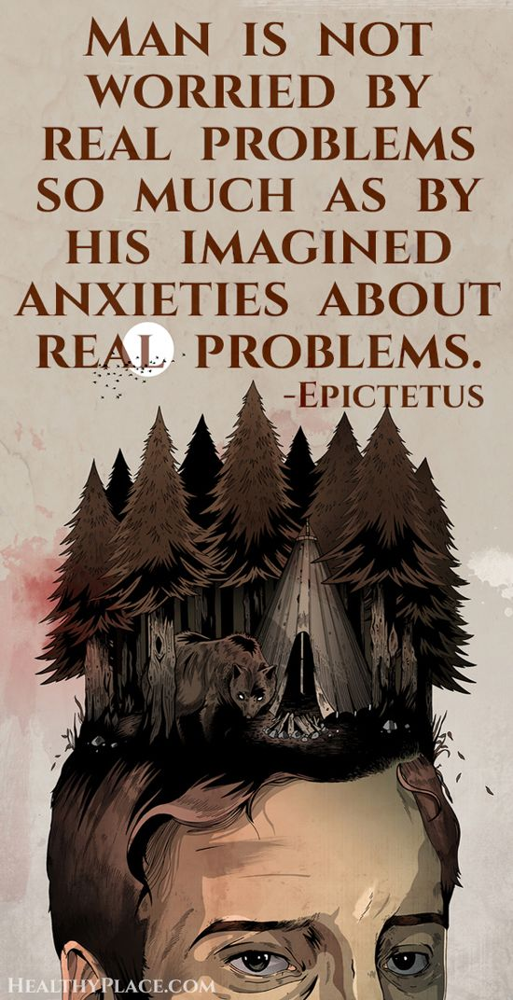 Man is not
worried by
real problems
so much as by
his imagined
anxieties about
real problems.
-Epictetus
HealthyPlace.com